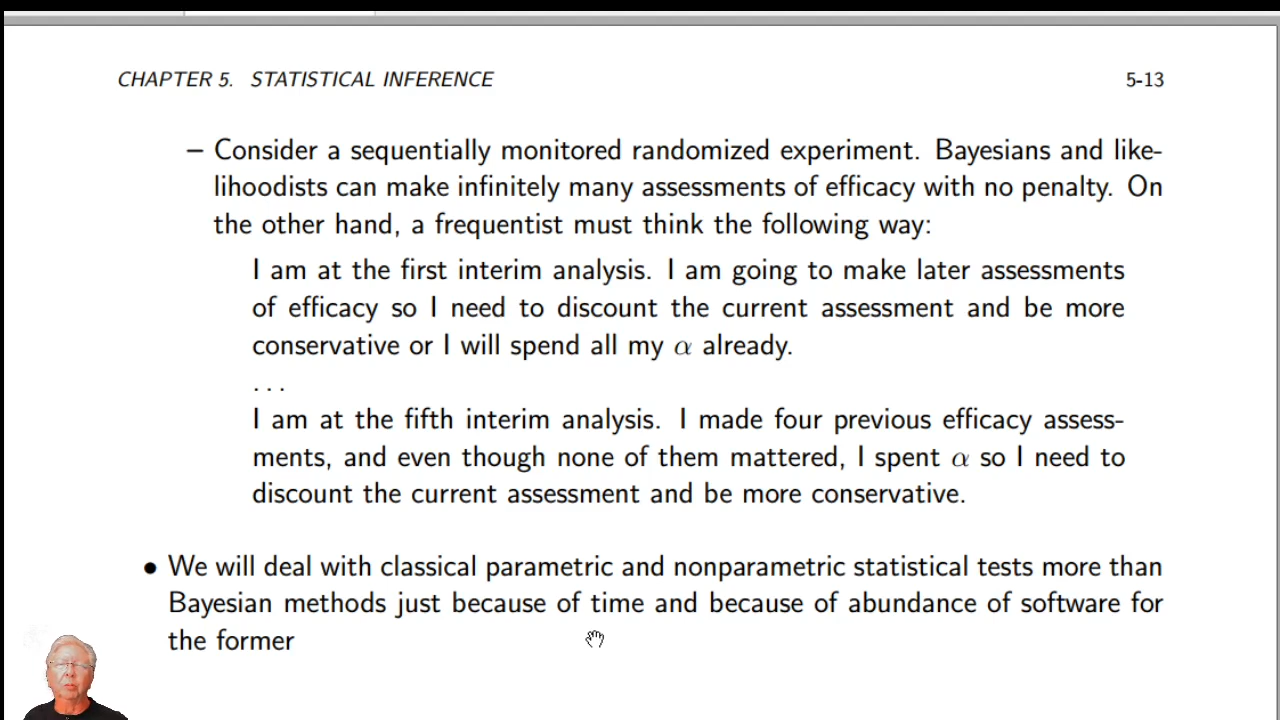 CHAPTER 5. STATISTICAL INFERENCE 5-13
– Consider a sequentially monitored randomized experiment. Bayesians and like-
lihoodists can make infinitely many assessments of efficacy with no penalty. On
the other hand, a frequentist must think the following way:
I am at the first interim analysis. I am going to make later assessments
of efficacy so I need to discount the current assessment and be more
conservative or I will spend all my α already.
. . .
I am at the fifth interim analysis. I made four previous efficacy assess-
ments, and even though none of them mattered, I spent α so I need to
discount the current assessment and be more conservative.
• We will deal with classical parametric and nonparametric statistical tests more than
Bayesian methods just because of time and because of abundance of software for
the former